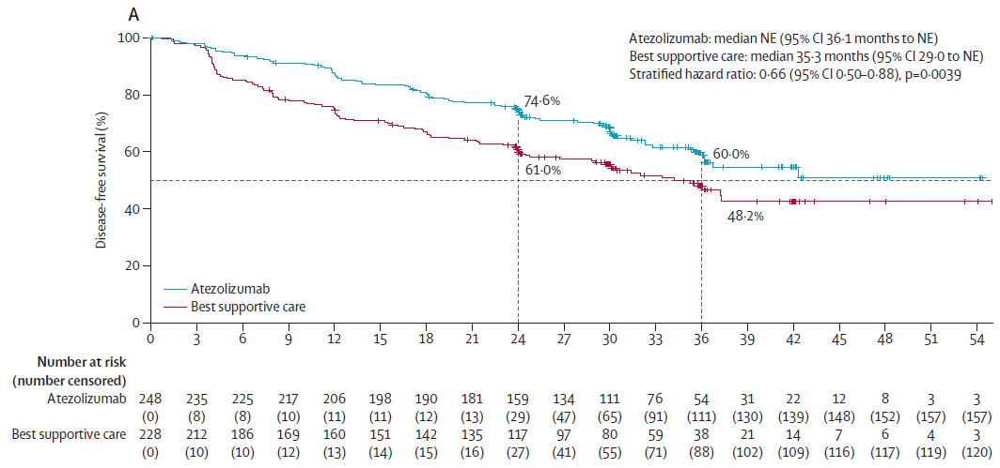 A
Atezolizumab: median NE (95% CI 36·1 months to NE)
Best supportive care: median 35·3 months (95% CI 29·0 to NE)
Stratified hazard ratio: 0·66 (95% CI 0·50–0·88), p=0·0039
Disease-free survival (%)
100
80
60
40
20
0
74·6%
61·0%
60·0%
48·2%
Atezolizumab
Best supportive care
0 3 6 9 12 15 18 21 24 27 30 33 36 39 42 45 48 51 54
Number at risk
(number censored)
Atezolizumab 248 235 225 217 206 198 190 181 159 134 111 76 54 31 22 12 8 3 3
(0) (8) (8) (10) (11) (11) (12) (13) (29) (47) (65) (91) (111) (130) (139) (148) (152) (157) (157)
Best supportive care 228 212 186 169 160 151 142 135 117 97 80 59 38 21 14 7 6 4 3
(0) (10) (10) (12) (13) (14) (15) (16) (27) (41) (55) (71) (88) (102) (109) (116) (117) (119) (120)